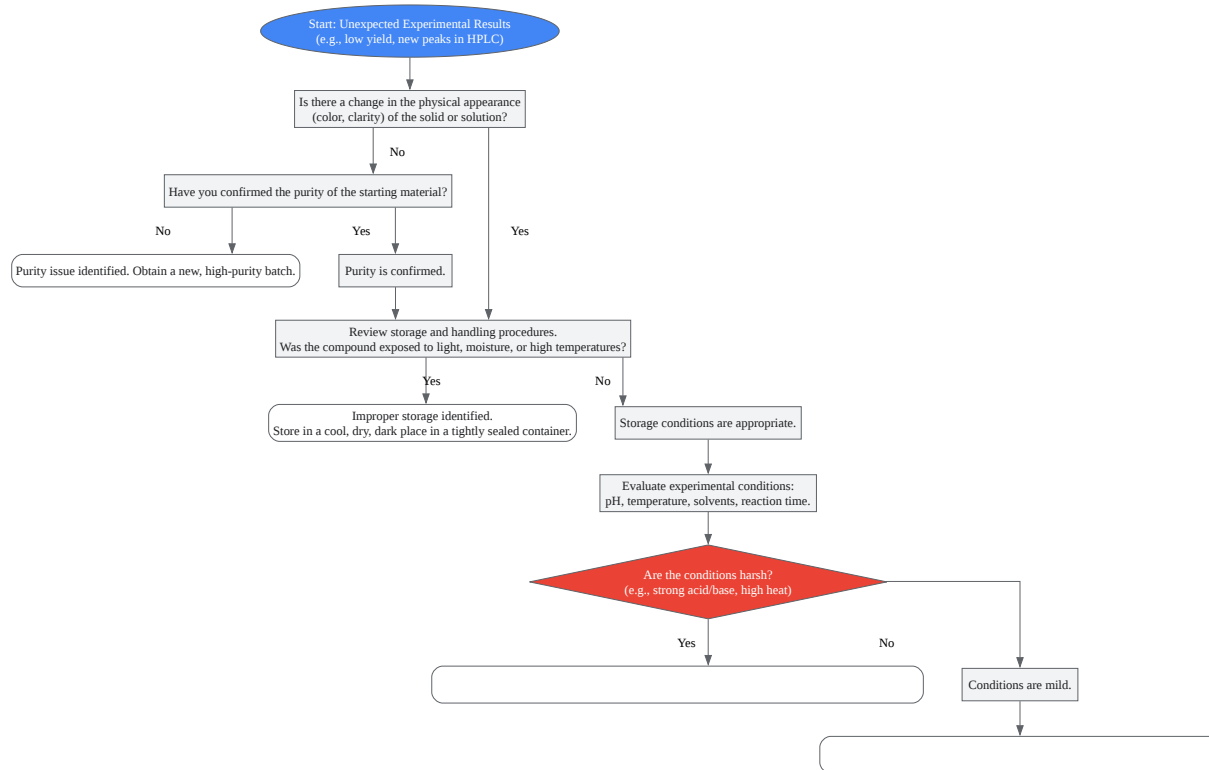 Start: Unexpected Experimental Results
(e.g., low yield, new peaks in HPLC)
Is there a change in the physical appearance
(color, clarity) of the solid or solution?
No
Have you confirmed the purity of the starting material?
No
Yes
Yes
Purity issue identified. Obtain a new, high-purity batch.
Purity is confirmed.
Review storage and handling procedures.
Was the compound exposed to light, moisture, or high temperatures?
Yes
No
Improper storage identified.
Store in a cool, dry, dark place in a tightly sealed container.
Storage conditions are appropriate.
Evaluate experimental conditions:
pH, temperature, solvents, reaction time.
Are the conditions harsh?
(e.g., strong acid/base, high heat)
Yes
No
Conditions are mild.